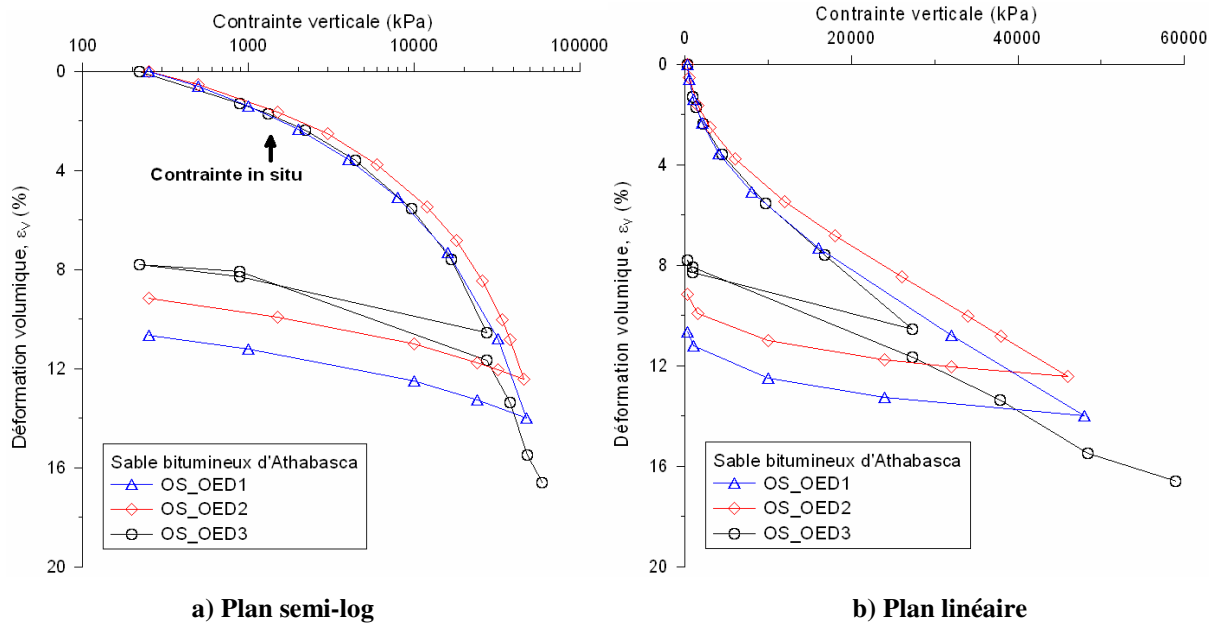 Contrainte verticale (kPa)
100 1000 10000 100000
0
4
8
12
16
20
Déformation volumique, εV (%)
Contrainte in situ
Sable bitumineux d'Athabasca
OS_OED1
OS_OED2
OS_OED3
a) Plan semi-log
Contrainte verticale (kPa)
0 20000 40000 60000
0
4
8
12
16
20
Déformation volumique, εV (%)
Sable bitumineux d'Athabasca
OS_OED1
OS_OED2
OS_OED3
b) Plan linéaire